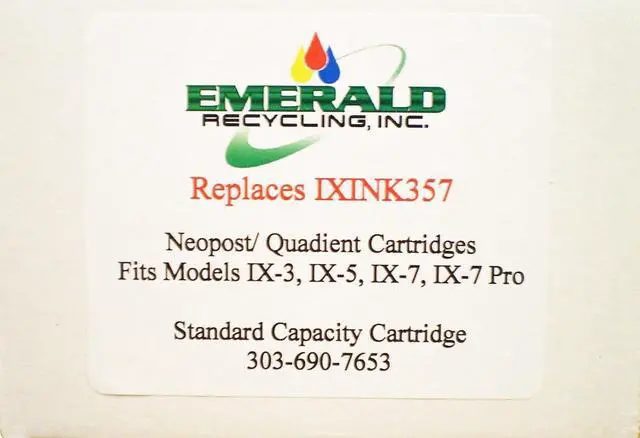 EMERALD
RECYCLING, INC.
Replaces IXINK357
Neopost/ Quadient Cartridges
Fits Models IX-3, IX-5, IX-7, IX-7 Pro
Standard Capacity Cartridge
303-690-7653